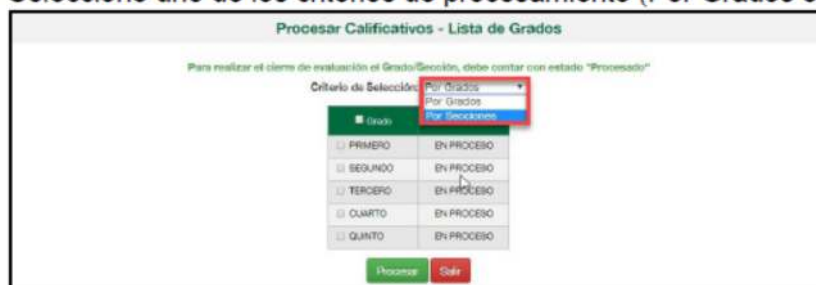 Seleccione uno de los criterios de procesamiento (Por Grados o
Procesar Calificativos - Lista de Grados
Para realizar el cierre de evaluación el Grado/Sección, debe contar con estado "Procesado"
Criterio de Selección: Por Grados
Por Grados
Por Secciones
Grado
PRIMERO EN PROCESO
SEGUNDO EN PROCESO
TERCERO EN PROCESO
CUARTO EN PROCESO
QUINTO EN PROCESO
Procesar Salir